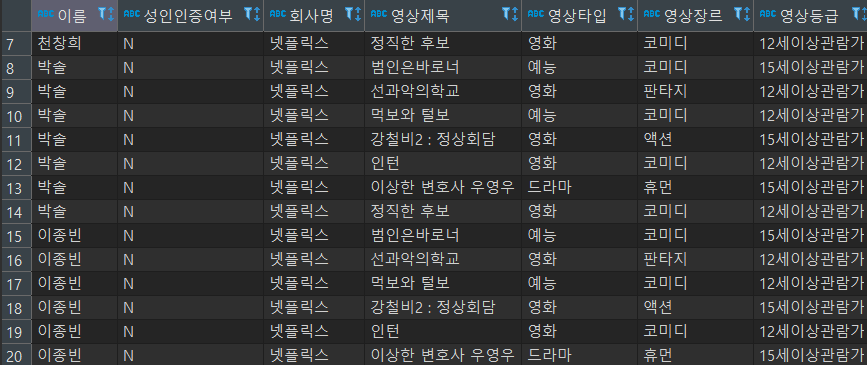 ABC 이름 ABC 성인인증여부 ABC 회사명 ABC 영상제목 ABC 영상타입 ABC 영상장르 ABC 영상등급
7 천창희 N 넷플릭스 정직한 후보 영화 코미디 12세이상관람가
8 박솔 N 넷플릭스 범인은바로너 예능 코미디 15세이상관람가
9 박솔 N 넷플릭스 선과악의학교 영화 판타지 12세이상관람가
10 박솔 N 넷플릭스 먹보와 털보 예능 코미디 12세이상관람가
11 박솔 N 넷플릭스 강철비2 : 정상회담 영화 액션 15세이상관람가
12 박솔 N 넷플릭스 인턴 영화 코미디 12세이상관람가
13 박솔 N 넷플릭스 이상한 변호사 우영우 드라마 휴먼 15세이상관람가
14 박솔 N 넷플릭스 정직한 후보 영화 코미디 12세이상관람가
15 이종빈 N 넷플릭스 범인은바로너 예능 코미디 15세이상관람가
16 이종빈 N 넷플릭스 선과악의학교 영화 판타지 12세이상관람가
17 이종빈 N 넷플릭스 먹보와 털보 예능 코미디 12세이상관람가
18 이종빈 N 넷플릭스 강철비2 : 정상회담 영화 액션 15세이상관람가
19 이종빈 N 넷플릭스 인턴 영화 코미디 12세이상관람가
20 이종빈 N 넷플릭스 이상한 변호사 우영우 드라마 휴먼 15세이상관람가